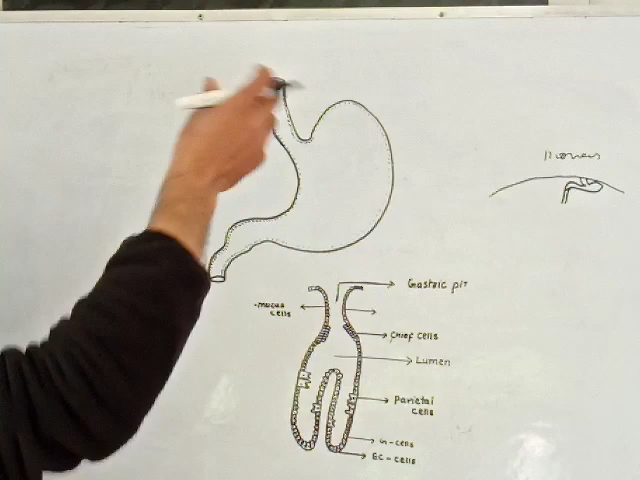 Gastric pit
-mucus
cells
chief cells
Lumen
Parietal
cells
G-cells
EC-cells